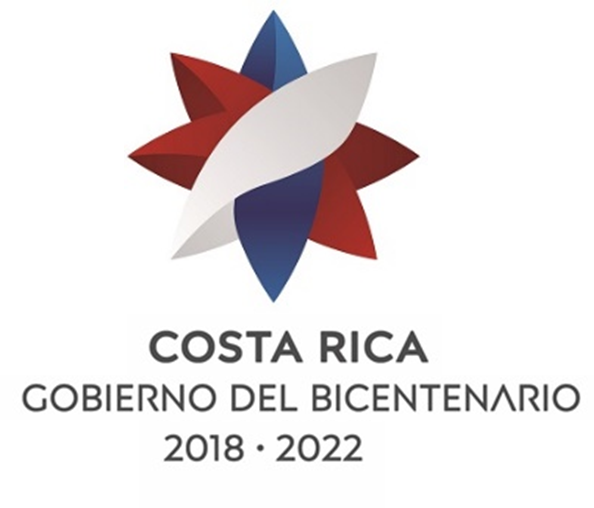 COSTA RICA
GOBIERNO DEL BICENTENARIO
2018 · 2022